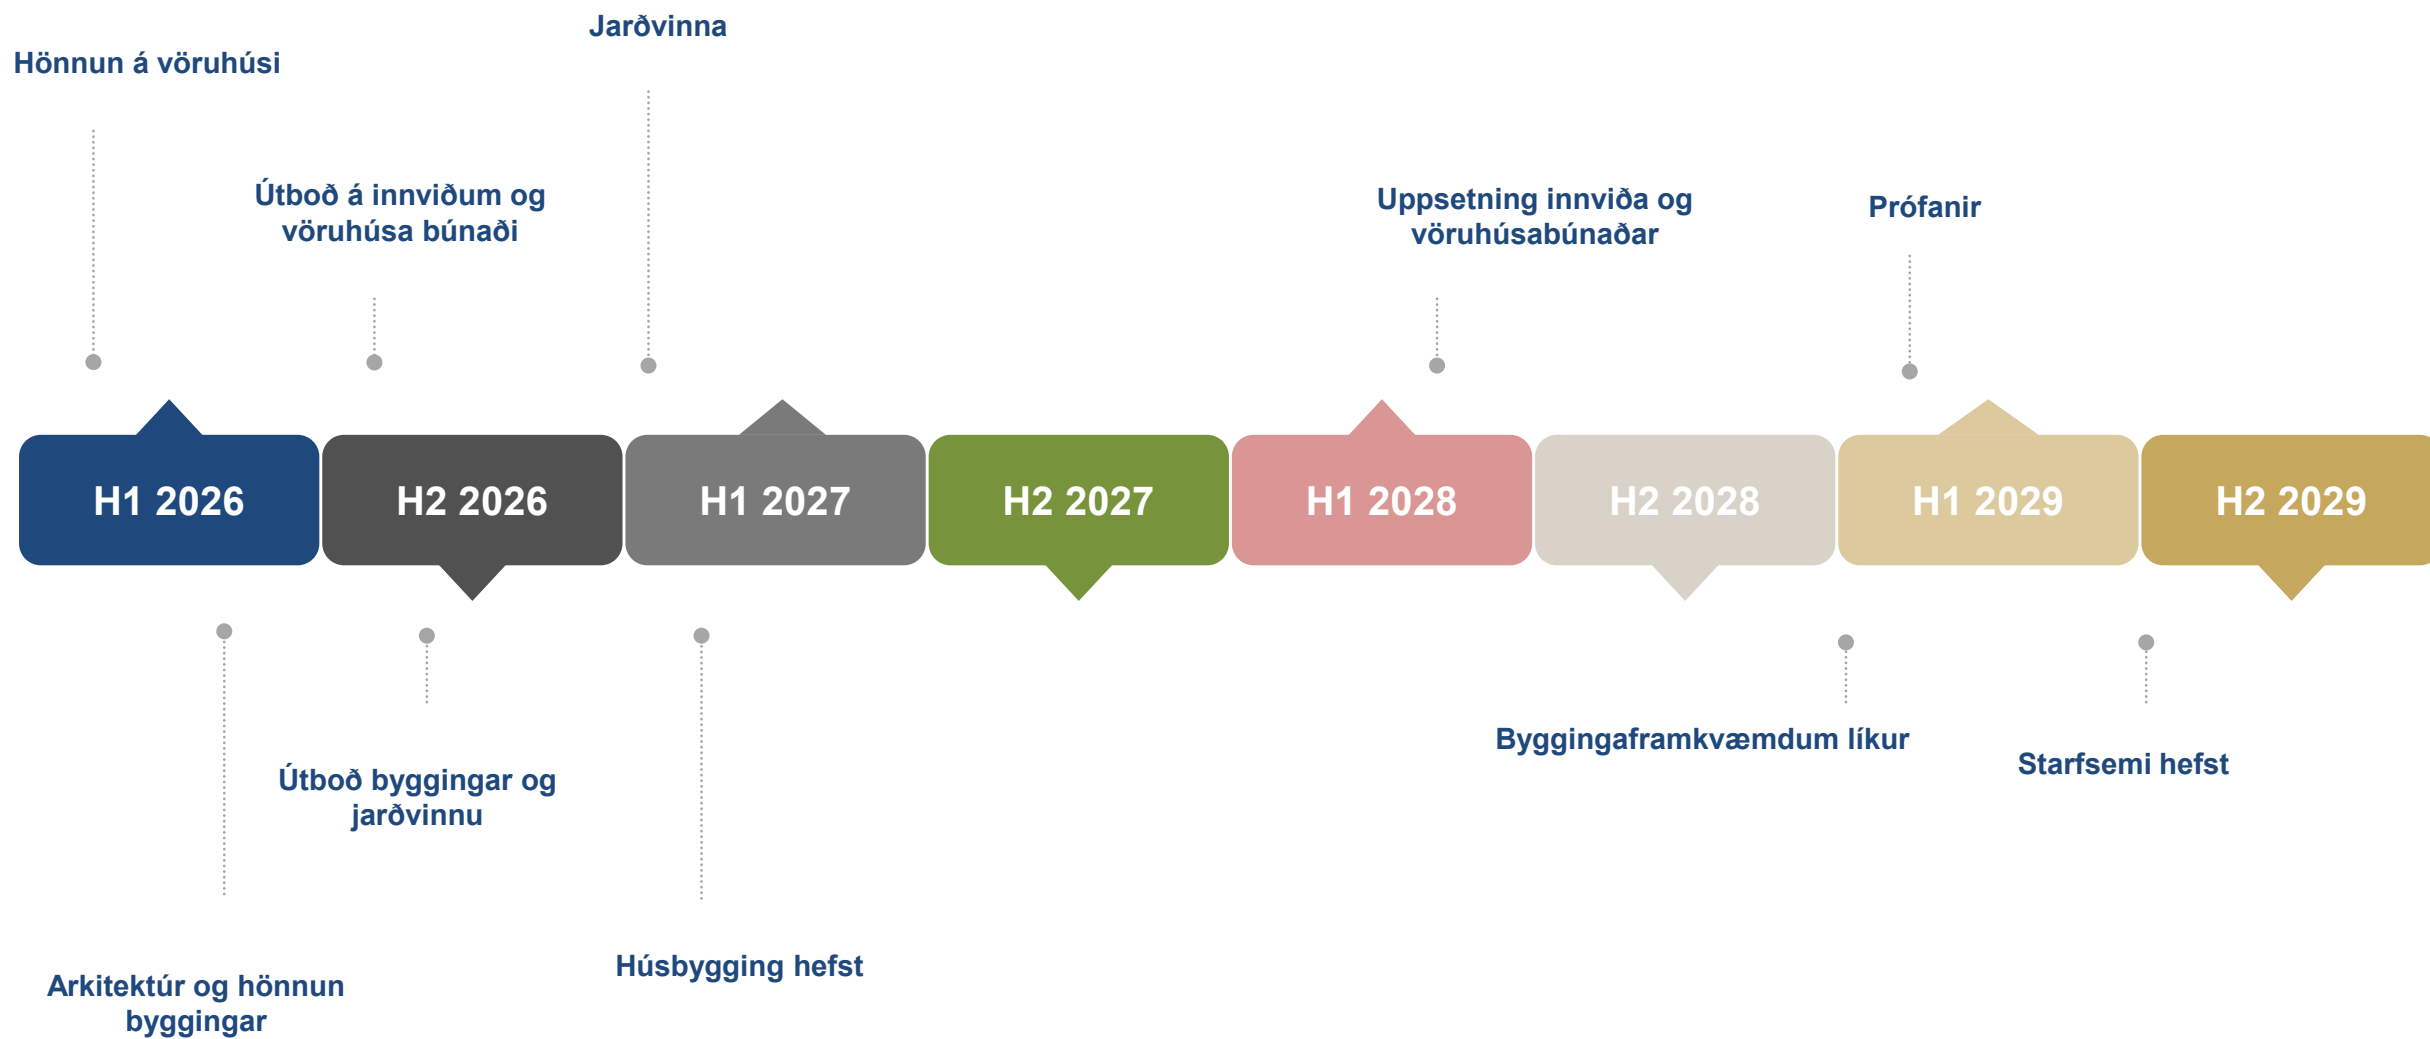 Jarðvinna
Hönnun á vöruhúsi
Útboð á innviðum og
vöruhúsa búnaði
Uppsetning innviða og
vöruhúsabúnaðar
Prófanir
H1 2026
H2 2026
H1 2027
H2 2027
H1 2028
H2 2028
H1 2029
H2 2029
Byggingaframkvæmdum líkur
Starfsemi hefst
Útboð byggingar og
jarðvinnu
Húsbygging hefst
Arkitektúr og hönnun
byggingar